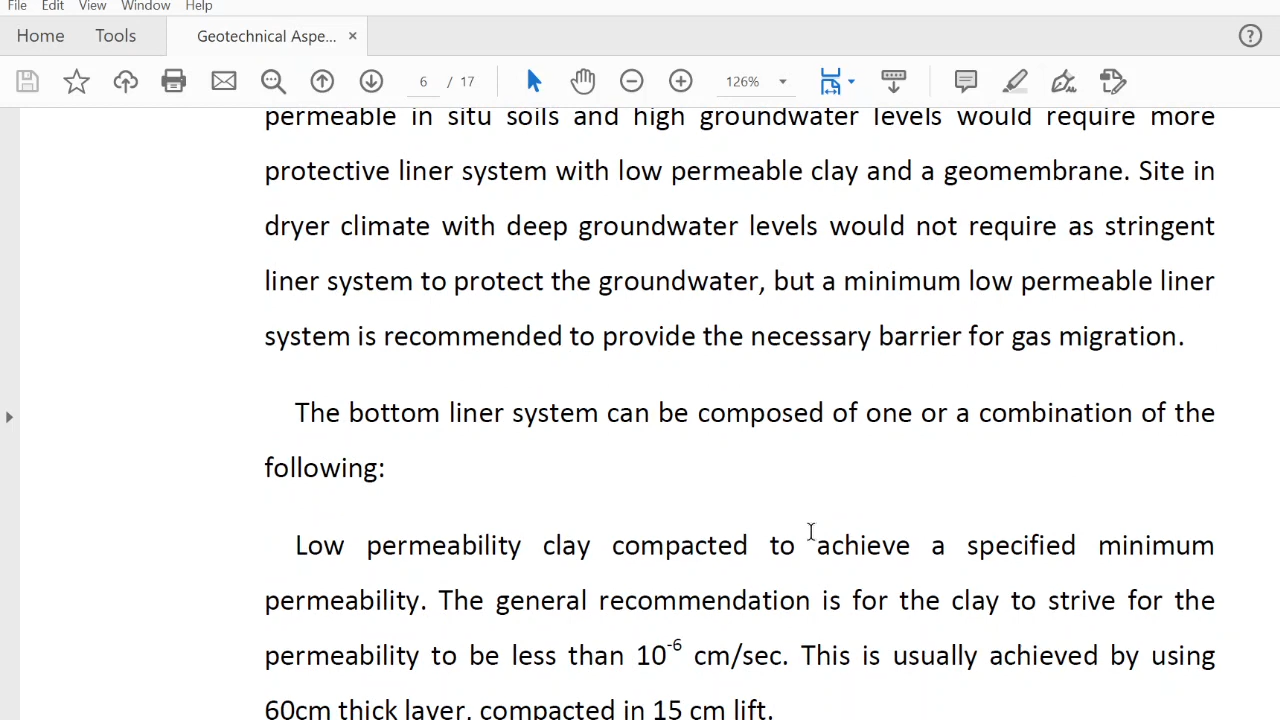 File Edit View Window Help
Home Tools Geotechnical Aspe... ×
6 / 17 126%
permeable in situ soils and high groundwater levels would require more
protective liner system with low permeable clay and a geomembrane. Site in
dryer climate with deep groundwater levels would not require as stringent
liner system to protect the groundwater, but a minimum low permeable liner
system is recommended to provide the necessary barrier for gas migration.
The bottom liner system can be composed of one or a combination of the
following:
Low permeability clay compacted to achieve a specified minimum
permeability. The general recommendation is for the clay to strive for the
permeability to be less than 10⁻⁶ cm/sec. This is usually achieved by using
60cm thick layer, compacted in 15 cm lift.